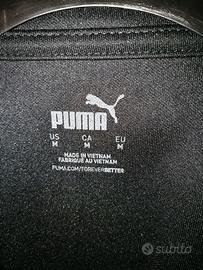 PUMA
US CA EU
M M M
MADE IN VIETNAM
FABRIQUÉ AU VIETNAM
PUMA.COM/FOREVERBETTER
subito